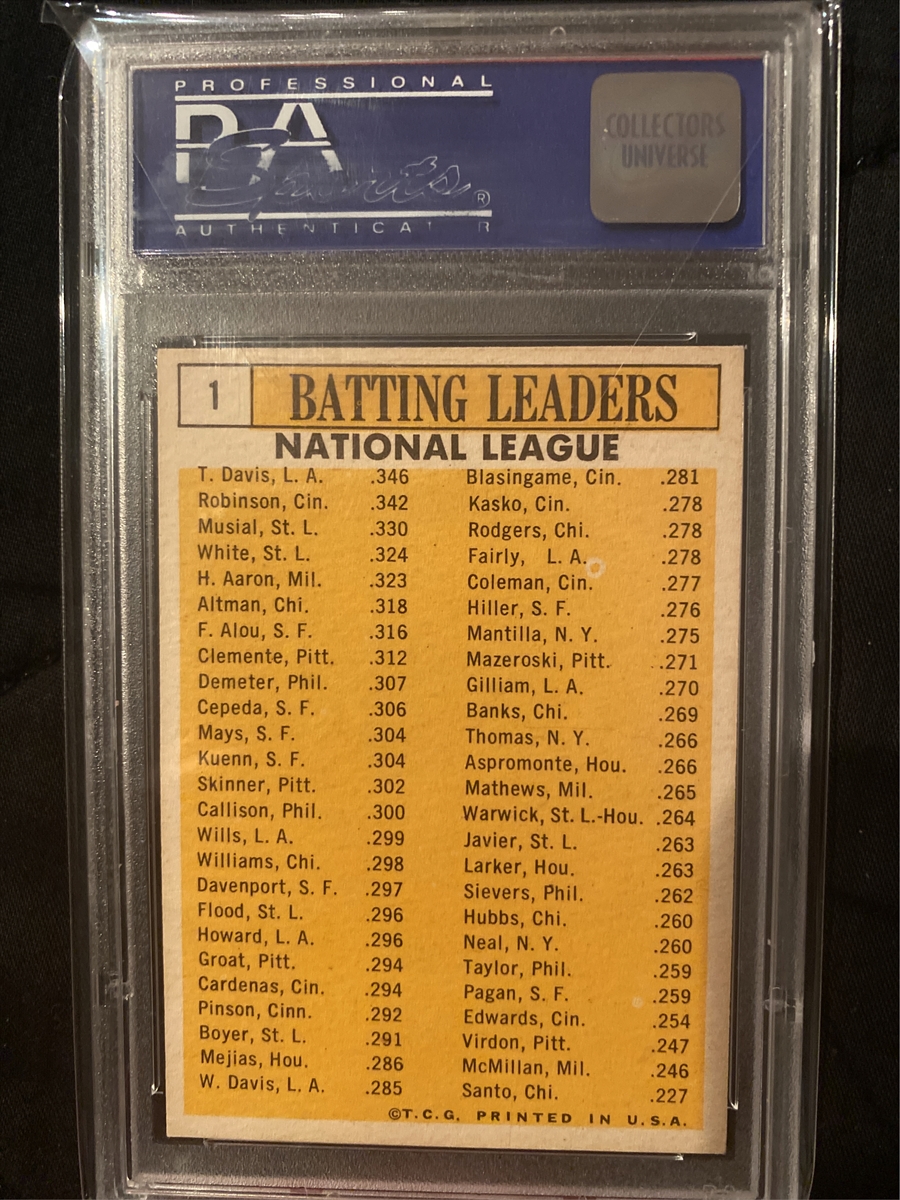 PROFESSIONAL
Sports
®
COLLECTORS
UNIVERSE
1 BATTING LEADERS
NATIONAL LEAGUE
T. Davis, L. A. .346
Robinson, Cin. .342
Musial, St. L. .330
White, St. L. .324
H. Aaron, Mil. .323
Altman, Chi. .318
F. Alou, S. F. .316
Clemente, Pitt. .312
Demeter, Phil. .307
Cepeda, S. F. .306
Mays, S. F. .304
Kuenn, S. F. .304
Skinner, Pitt. .302
Callison, Phil. .300
Wills, L. A. .299
Williams, Chi. .298
Davenport, S. F. .297
Flood, St. L. .296
Howard, L. A. .296
Groat, Pitt. .294
Cardenas, Cin. .294
Pinson, Cinn. .292
Boyer, St. L. .291
Mejias, Hou. .286
W. Davis, L. A. .285
Blasingame, Cin. .281
Kasko, Cin. .278
Rodgers, Chi. .278
Fairly, L. A. .278
Coleman, Cin. .277
Hiller, S. F. .276
Mantilla, N. Y. .275
Mazeroski, Pitt. .271
Gilliam, L. A. .270
Banks, Chi. .269
Thomas, N. Y. .266
Aspromonte, Hou. .266
Mathews, Mil. .265
Warwick, St. L.-Hou. .264
Javier, St. L. .263
Larker, Hou. .263
Sievers, Phil. .262
Hubbs, Chi. .260
Neal, N. Y. .260
Taylor, Phil. .259
Pagan, S. F. .259
Edwards, Cin. .254
Virdon, Pitt. .247
McMillan, Mil. .246
Santo, Chi. .227
©T.C.G. PRINTED IN U.S.A.